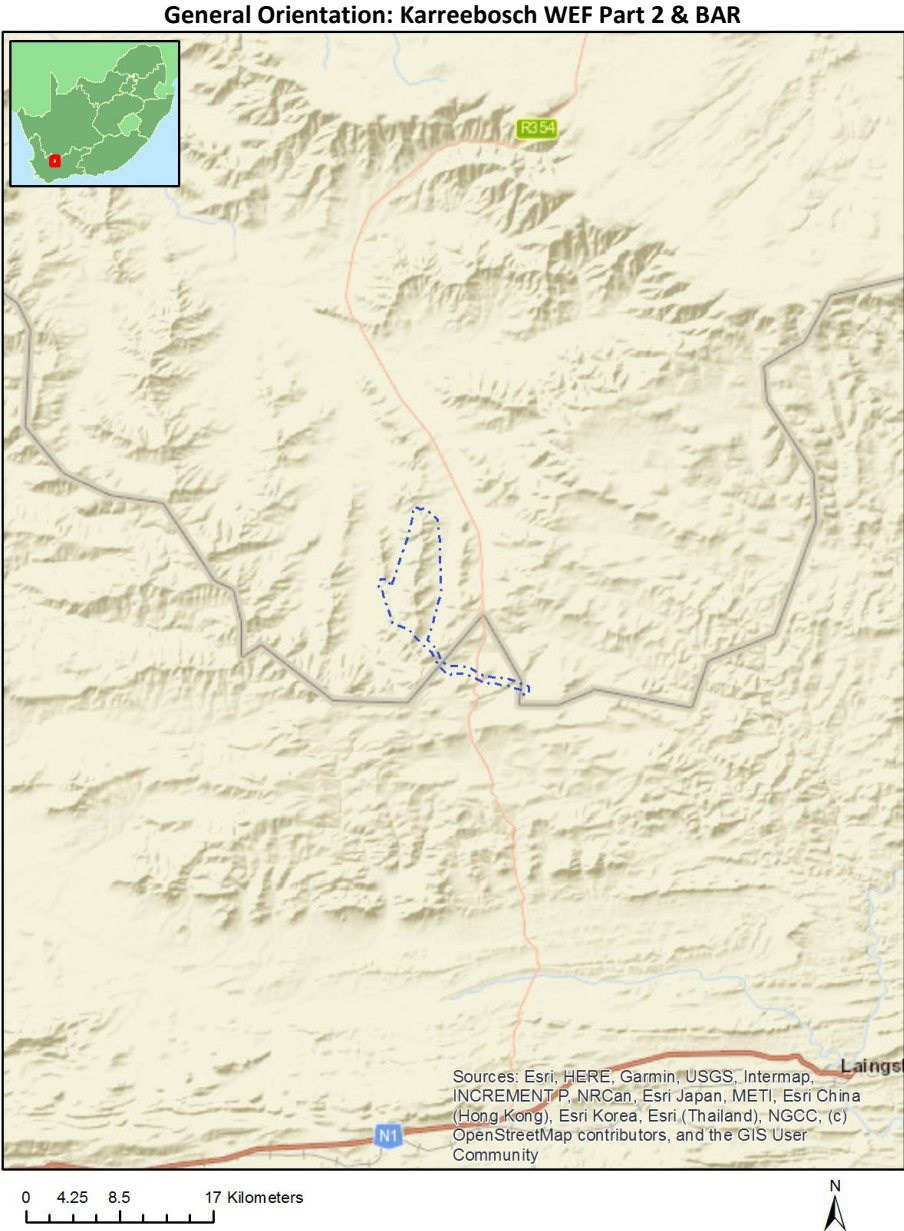 General Orientation: Karreebosch WEF Part 2 & BAR
R354
Laingsb
Sources: Esri, HERE, Garmin, USGS, Intermap,
INCREMENT P, NRCan, Esri Japan, METI, Esri China
(Hong Kong), Esri Korea, Esri (Thailand), NGCC, (c)
OpenStreetMap contributors, and the GIS User
Community
N1
0 4.25 8.5 17 Kilometers
N